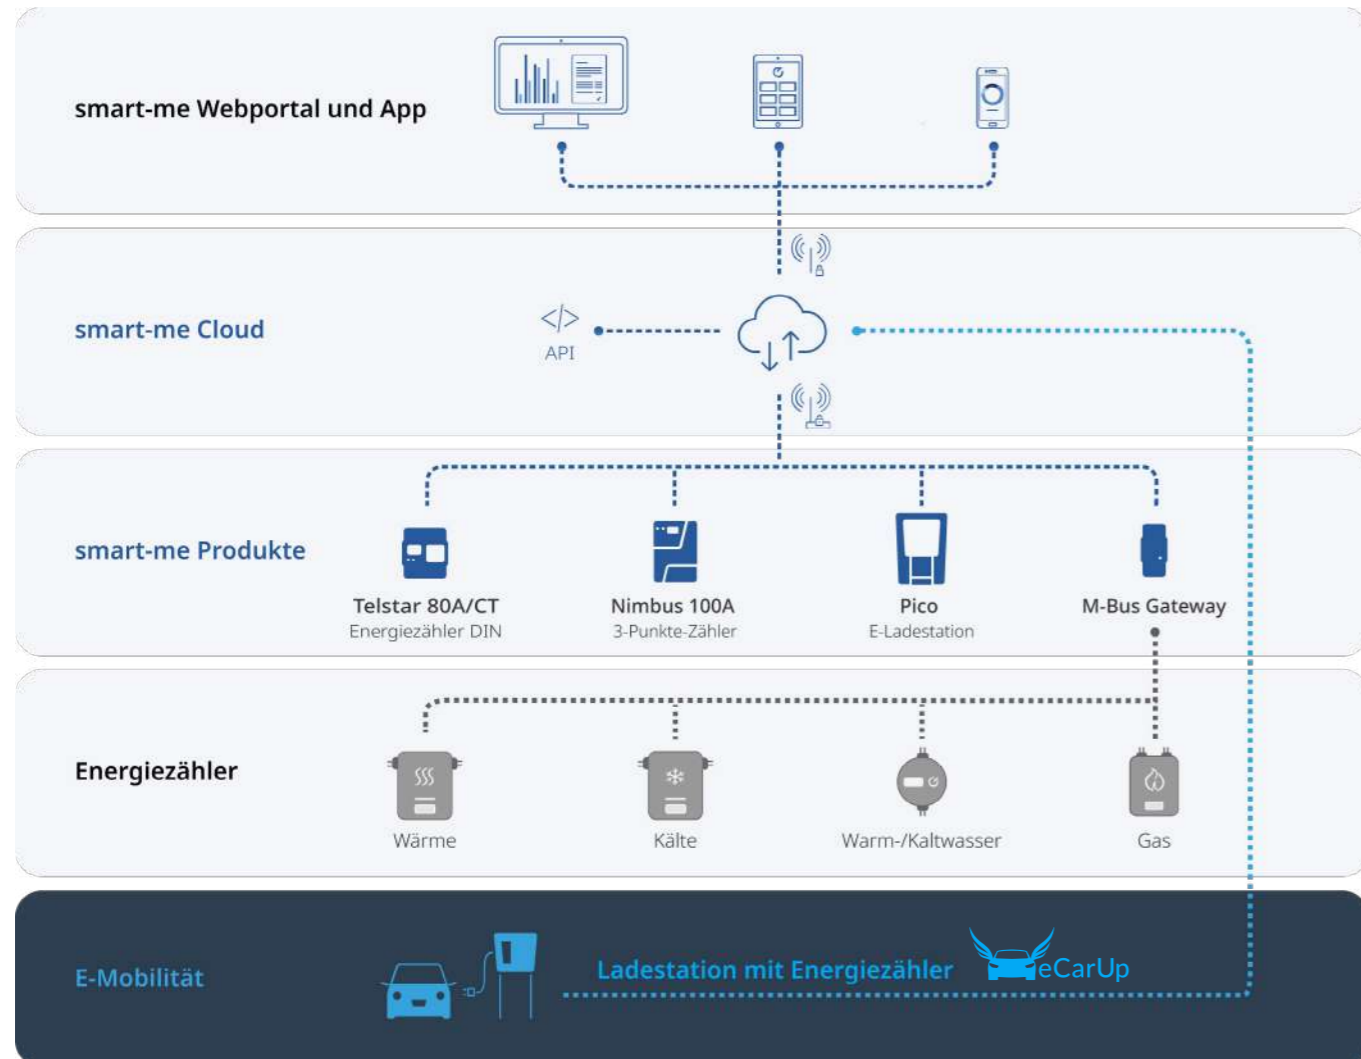 smart-me Webportal und App
smart-me Cloud
</>
API
smart-me Produkte
Telstar 80A/CT
Energiezähler DIN
Nimbus 100A
3-Punkte-Zähler
Pico
E-Ladestation
M-Bus Gateway
Energiezähler
Wärme
Kälte
Warm-/Kaltwasser
Gas
E-Mobilität
Ladestation mit Energiezähler
eCarUp